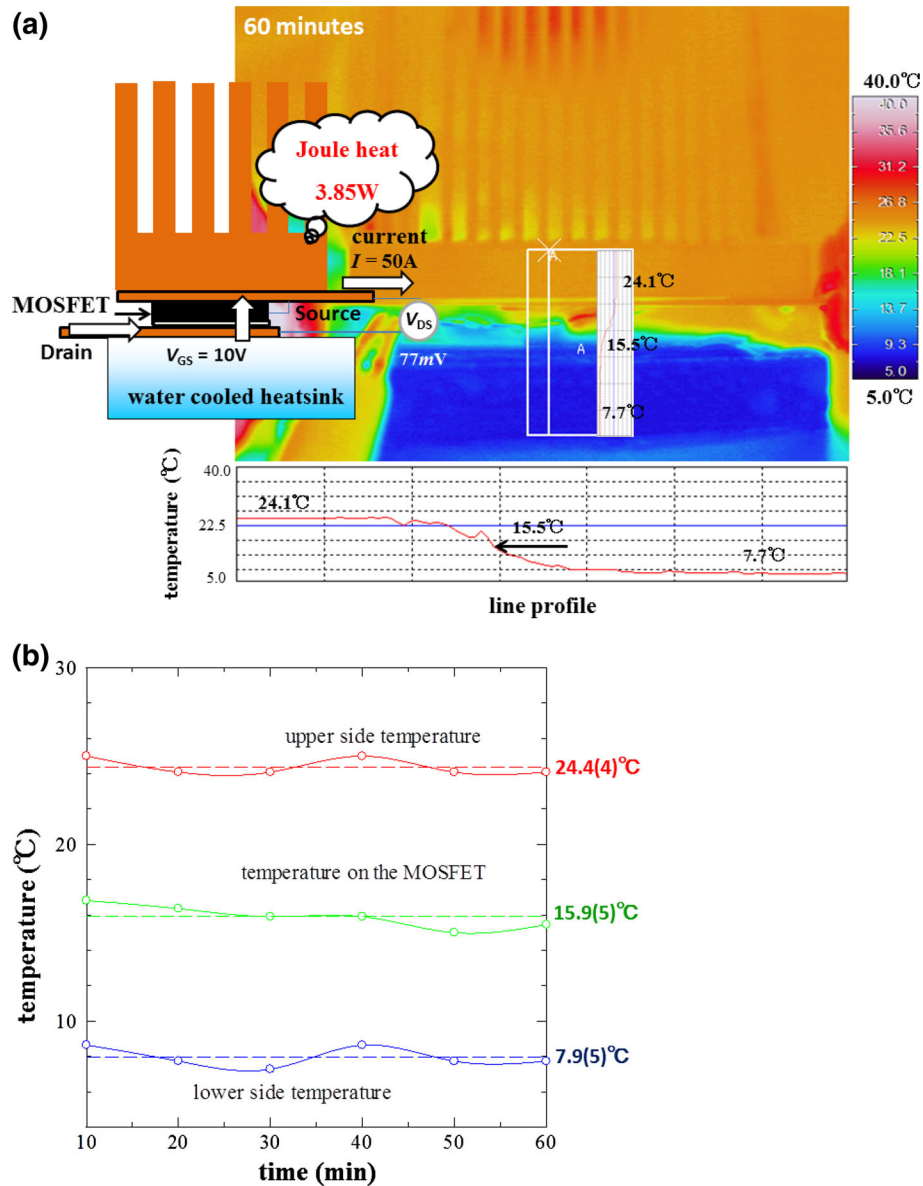 (a)
60 minutes
40.0℃
40.0
35.6
31.2
26.8
22.5
18.1
13.7
9.3
5.0
5.0℃
Joule heat
3.85W
current
I = 50A
MOSFET
Source
Drain
V_GS = 10V
V_DS
77mV
water cooled heatsink
A
24.1℃
A
15.5℃
7.7℃
temperature (℃)
40.0
22.5
5.0
24.1℃
15.5℃
7.7℃
line profile
(b)
temperature (℃)
30
20
10
upper side temperature
24.4(4)℃
temperature on the MOSFET
15.9(5)℃
7.9(5)℃
lower side temperature
10 20 30 40 50 60
time (min)